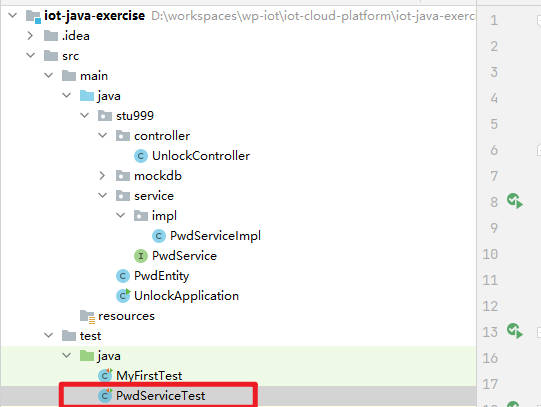 iot-java-exercise D:\workspaces\wp-iot\iot-cloud-platform\iot-java-exerc
.idea
src
main
java
stu999
controller
UnlockController
mockdb
service
impl
PwdServiceImpl
PwdService
PwdEntity
UnlockApplication
resources
test
java
MyFirstTest
PwdServiceTest
1
2
3
4
5
6
7
8
9
10
11
12
13
16
17
18